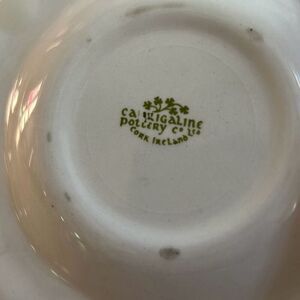 CARRIGALINE
POTTERY CO LTD
CORK IRELAND